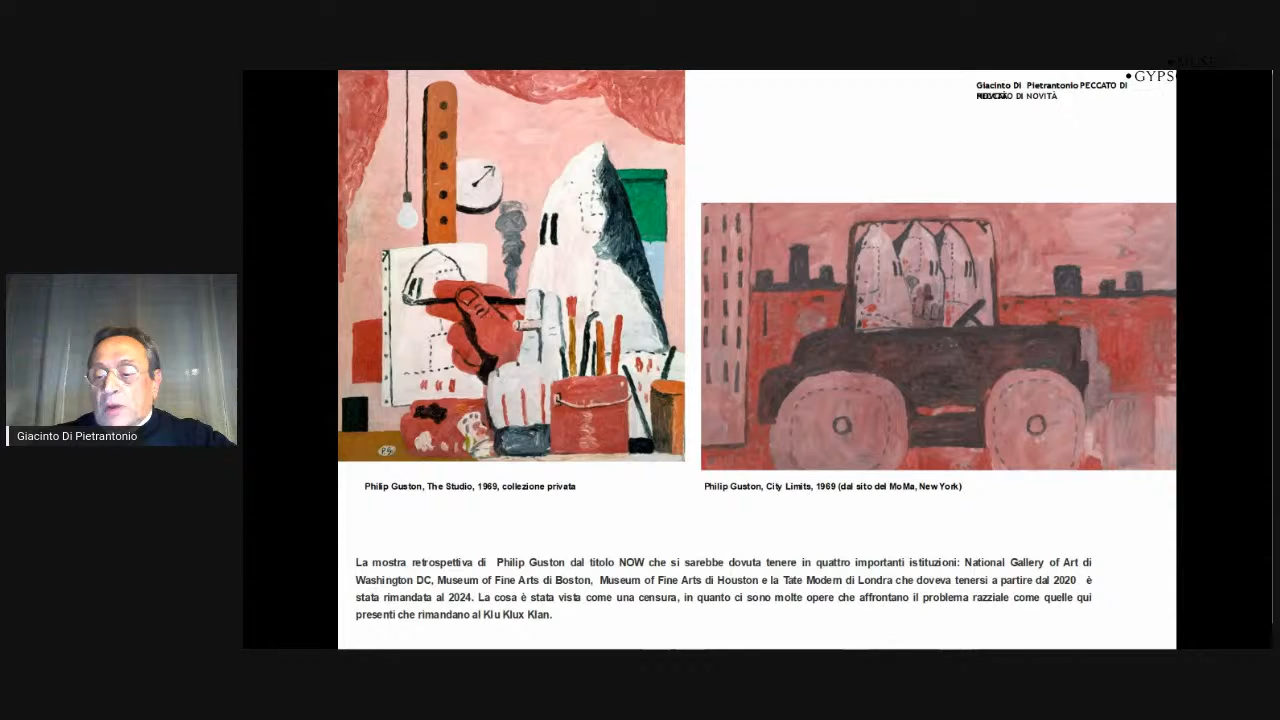 GYPS
Giacinto Di Pietrantonio PECCATO DI
PECCATO DI NOVITÀ
Giacinto Di Pietrantonio
Philip Guston, The Studio, 1969, collezione privata
Philip Guston, City Limits, 1969 (dal sito del MoMa, New York)
La mostra retrospettiva di Philip Guston dal titolo NOW che si sarebbe dovuta tenere in quattro importanti istituzioni: National Gallery of Art di
Washington DC, Museum of Fine Arts di Boston, Museum of Fine Arts di Houston e la Tate Modern di Londra che doveva tenersi a partire dal 2020 è
stata rimandata al 2024. La cosa è stata vista come una censura, in quanto ci sono molte opere che affrontano il problema razziale come quelle qui
presenti che rimandano al Klu Klux Klan.